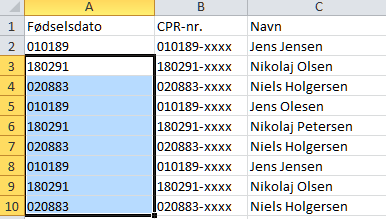 A B C
1 Fødselsdato CPR-nr. Navn
2 010189 010189-xxxx Jens Jensen
3 180291 180291-xxxx Nikolaj Olsen
4 020883 020883-xxxx Niels Holgersen
5 010189 010189-xxxx Jens Olesen
6 180291 180291-xxxx Nikolaj Petersen
7 020883 020883-xxxx Niels Holgersen
8 010189 010189-xxxx Jens Jensen
9 180291 180291-xxxx Nikolaj Olsen
10 020883 020883-xxxx Niels Holgersen